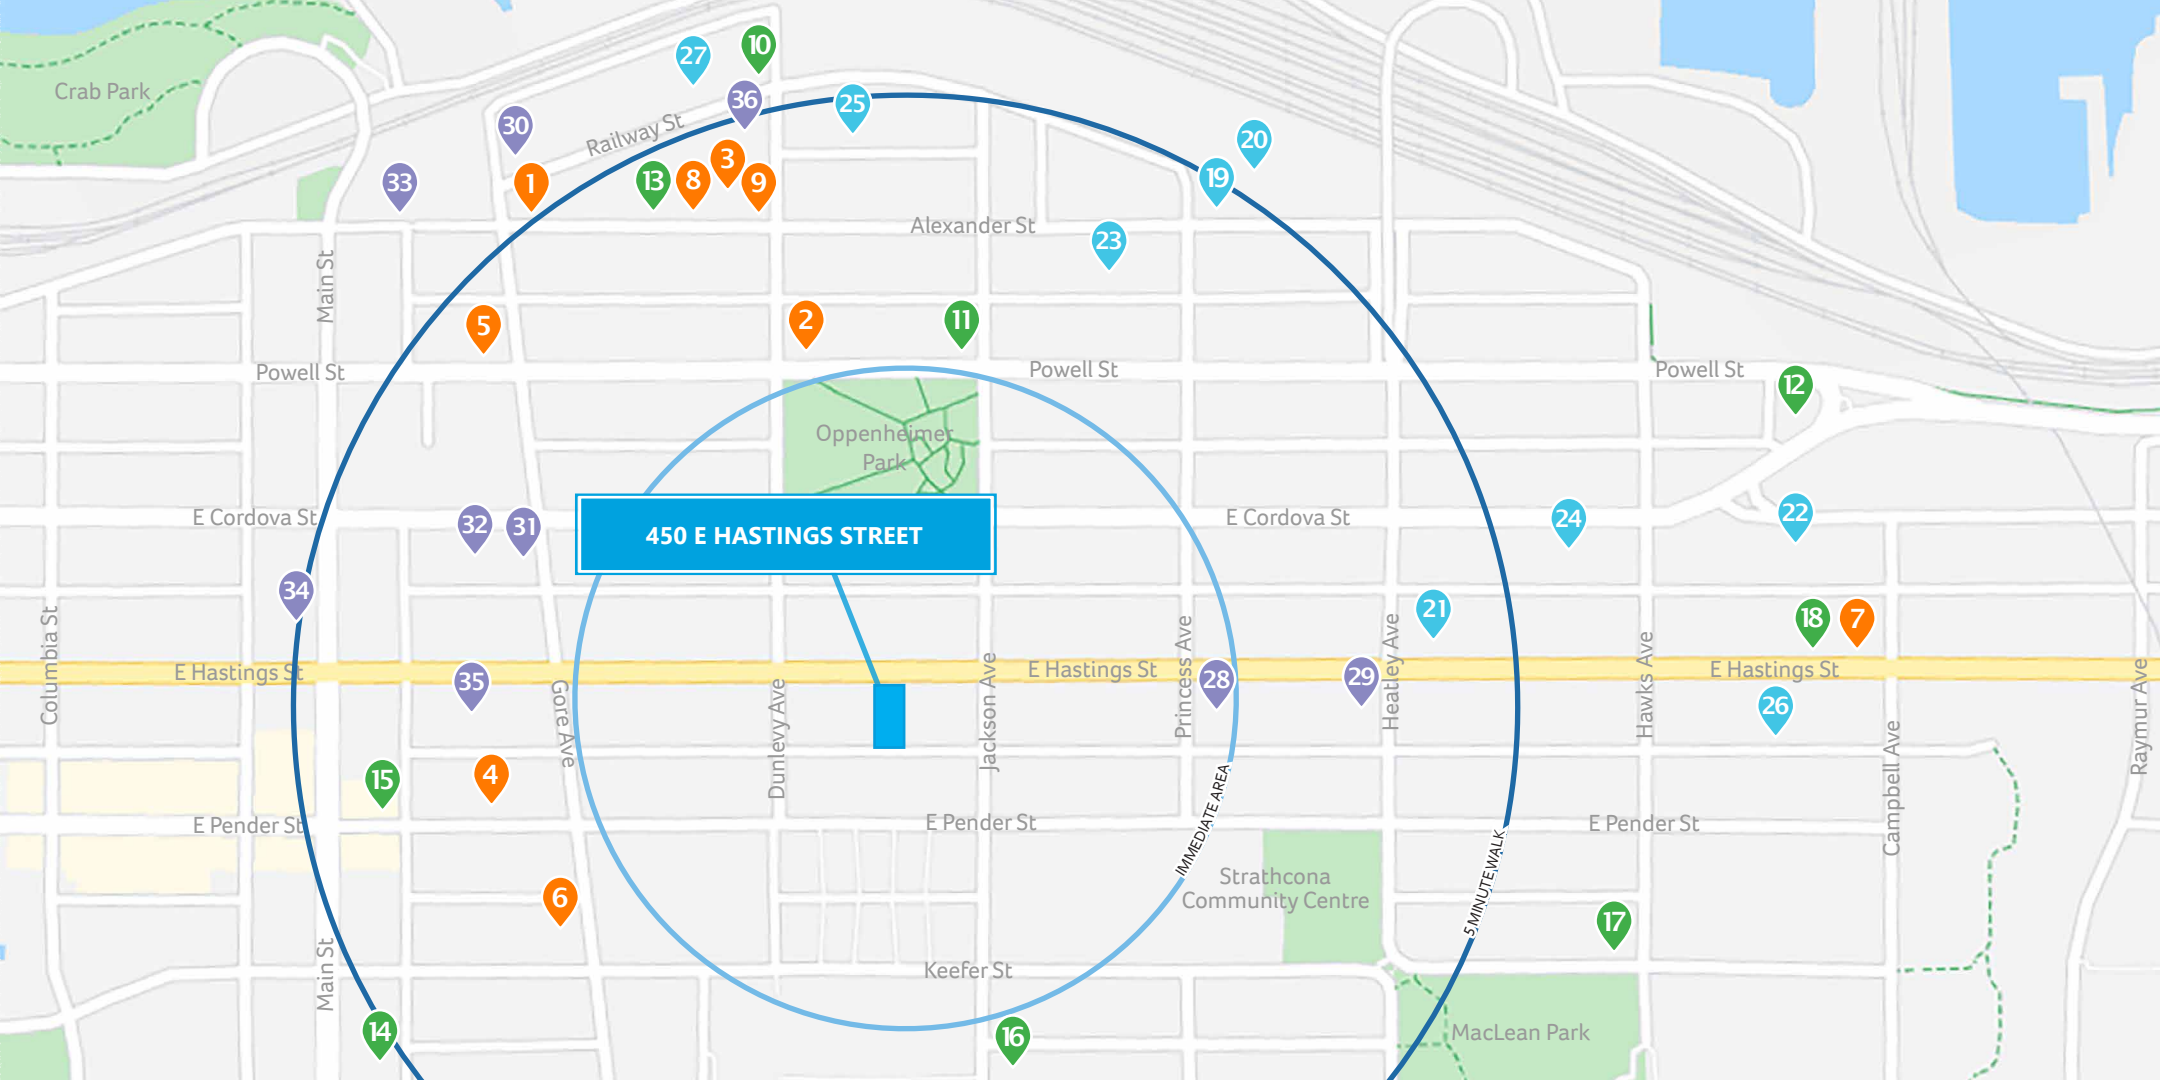 10
27
Crab Park
36
25
30
Railway St
20
3
33
1
13
8
9
19
Alexander St
23
Main St
5
2
11
Powell St
Powell St
Powell St
12
Oppenheimer
Park
E Cordova St
32
31
450 E HASTINGS STREET
E Cordova St
24
22
34
21
18
7
Columbia St
E Hastings St
35
E Hastings St
28
29
E Hastings St
26
Gore Ave
Dunlevy Ave
Jackson Ave
Princess Ave
Heatley Ave
Hawks Ave
Campbell Ave
Raymur Ave
15
4
E Pender St
E Pender St
E Pender St
IMMEDIATE AREA
5 MINUTE WALK
6
Strathcona
Community Centre
17
Main St
Keefer St
14
16
MacLean Park